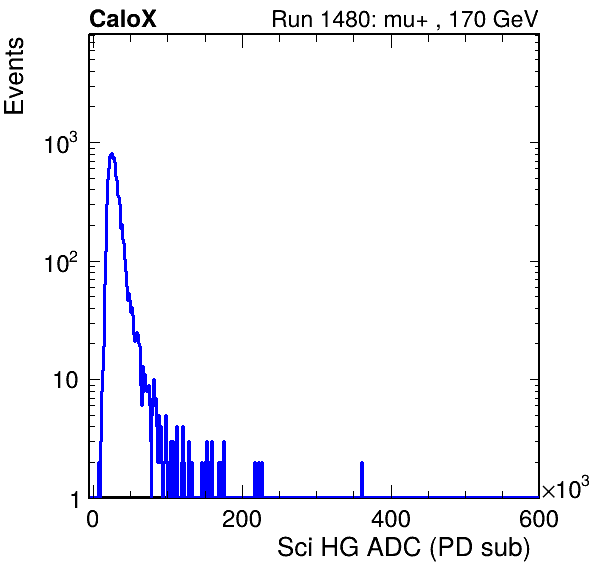 CaloX Run 1480: mu+ , 170 GeV
Events
10³
10²
10
1
0 200 400 600 ×10³
Sci HG ADC (PD sub)